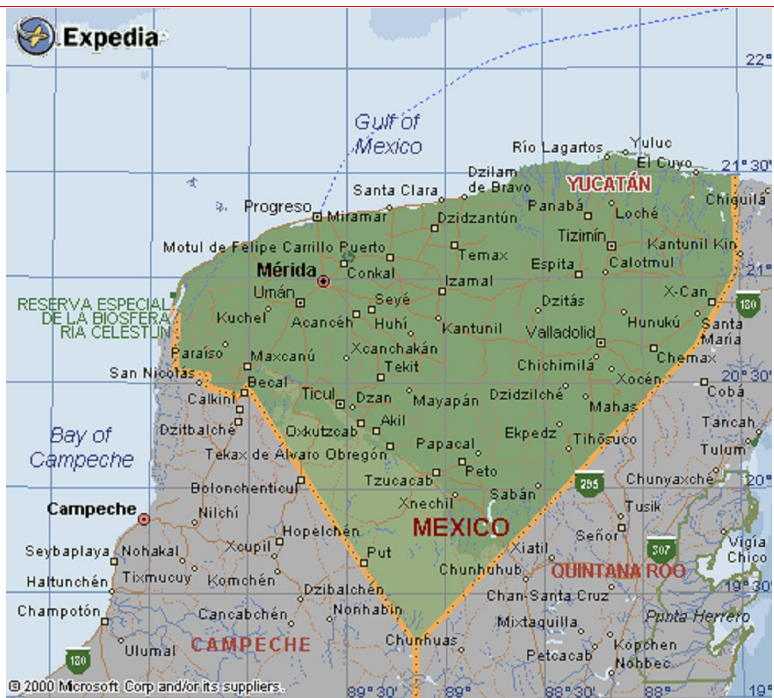 Expedia
22°
Gulf of
Mexico
Río Lagartos
Yuluc
El Cuyo
21°30'
Dzilam
de Bravo
YUCATÁN
Santa Clara
Chiquilá
Progreso
Miramar
Dzidzantún
Panabá
Loché
Tizimín
Motul de Felipe Carrillo Puerto
Temax
Kantunil Kin
Conkal
Mérida
Espita
Calotmul
21°
Umán
Izamal
X-Can
RESERVA ESPECIAL
DE LA BIOSFERA
RIA CELESTUN
Seyé
Dzitás
180
Kuchel
Acancéh
Huhí
Kantunil
Hunukú
Santa
María
Valladolid
Paraíso
Xcanchakán
Maxcanú
Tekit
Chichimilá
Chemax
San Nicolás
Becal
Xocén
20°30'
Calkiní
Ticul
Dzan
Mayapán
Dzidzilché
Cobá
Mahas
Dzitbalché
Oxkutzcab
Akil
Ekpedz
Tancah
Bay of
Campeche
Papacal
Tihósuco
Tulum
Tekax de Alvaro Obregón
Peto
Chunyaxché
Bolonchenticul
Tzucacab
Sabán
295
20°
Campeche
Nilchí
Xnechil
Tusik
MEXICO
Señor
Hopelchén
Vigía
Chico
Seybaplaya
Nohakal
Xcupil
Put
Xiatil
307
Tixmucuy
Komchén
Chunhuhub
QUINTANA ROO
Haltunchén
Dzibalchén
Chan-Santa Cruz
19°30'
Champotón
Cancabchén
Nonhabin
Mixtaquilla
Punta Herrero
CAMPECHE
Chunhuas
Kopchen
Ulumal
Petcacab
Nohbec
180
© 2000 Microsoft Corp and/or its suppliers.
89°30'
89°
88°30'
88°
19°